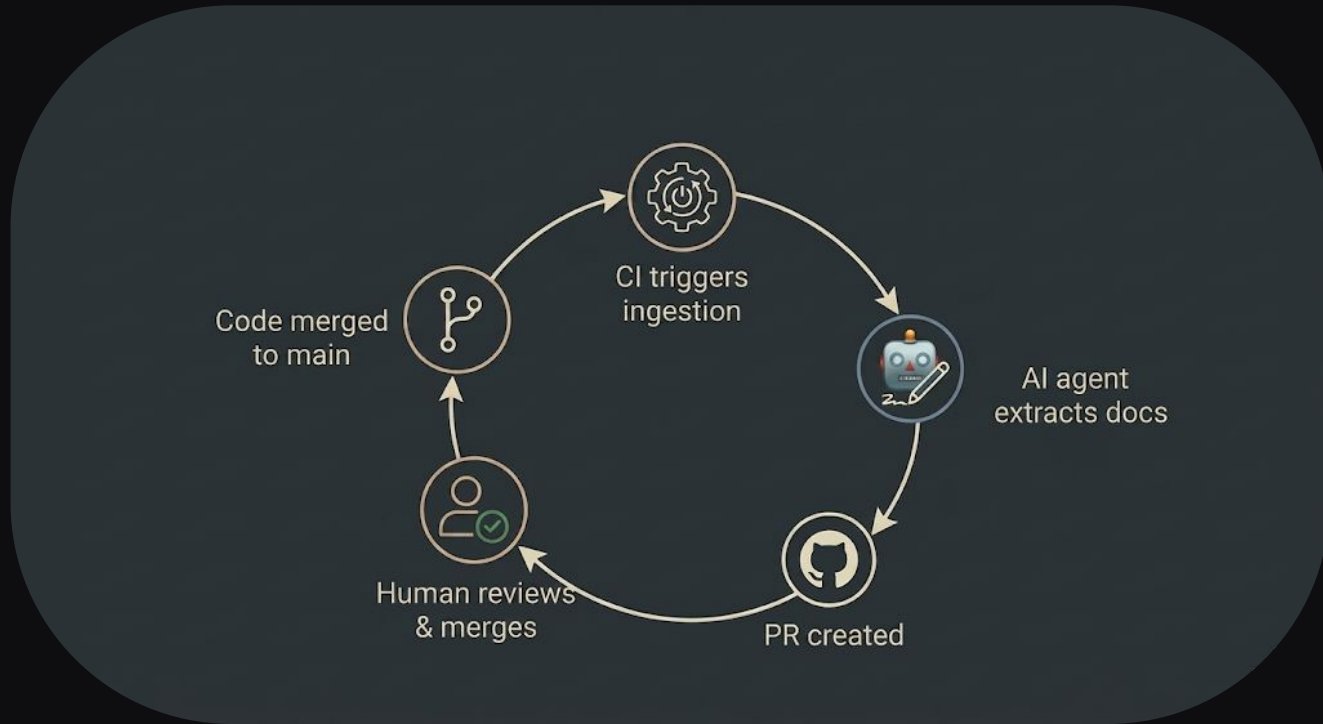 CI triggers
ingestion
Code merged
to main
AI agent
extracts docs
Human reviews
& merges
PR created